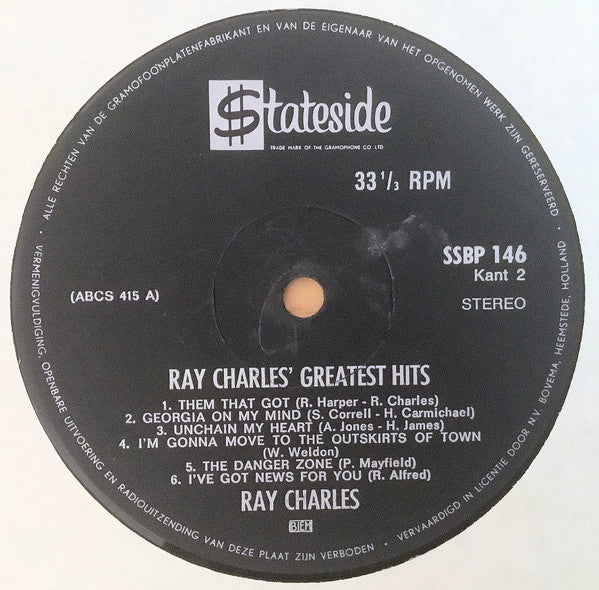 • ALLE RECHTEN VAN DE GRAMOFOONPLATENFABRIKANT EN VAN DE EIGENAAR VAN HET OPGENOMEN WERK ZIJN GERESERVEERD •
$tateside
TRADE MARK OF THE GRAMOPHONE CO LTD
33 1/3 RPM
SSBP 146
Kant 2
(ABCS 415 A)
STEREO
RAY CHARLES' GREATEST HITS
1. THEM THAT GOT (R. Harper - R. Charles)
2. GEORGIA ON MY MIND (S. Correll - H. Carmichael)
3. UNCHAIN MY HEART (A. Jones - H. James)
4. I'M GONNA MOVE TO THE OUTSKIRTS OF TOWN
(W. Weldon)
5. THE DANGER ZONE (P. Mayfield)
6. I'VE GOT NEWS FOR YOU (R. Alfred)
RAY CHARLES
BIEM
VERMENIGVULDIGING, OPENBARE UITVOERING EN RADIOUITZENDING VAN DEZE PLAAT ZIJN VERBODEN • VERVAARDIGD IN LICENTIE DOOR N.V. BOVEMA, HEEMSTEDE, HOLLAND